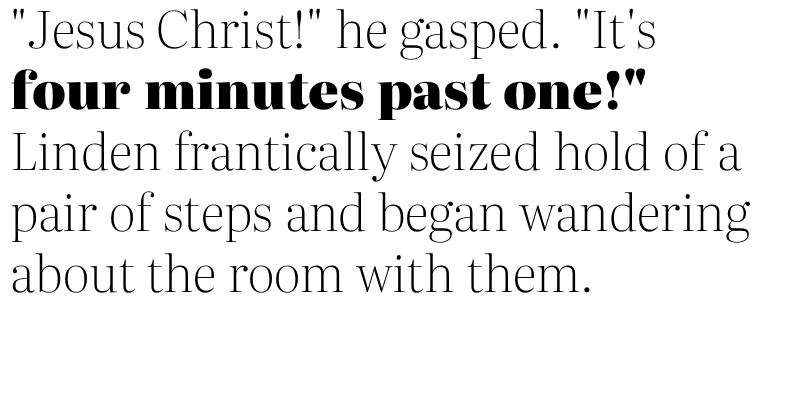 "Jesus Christ!" he gasped. "It's
four minutes past one!"
Linden frantically seized hold of a
pair of steps and began wandering
about the room with them.